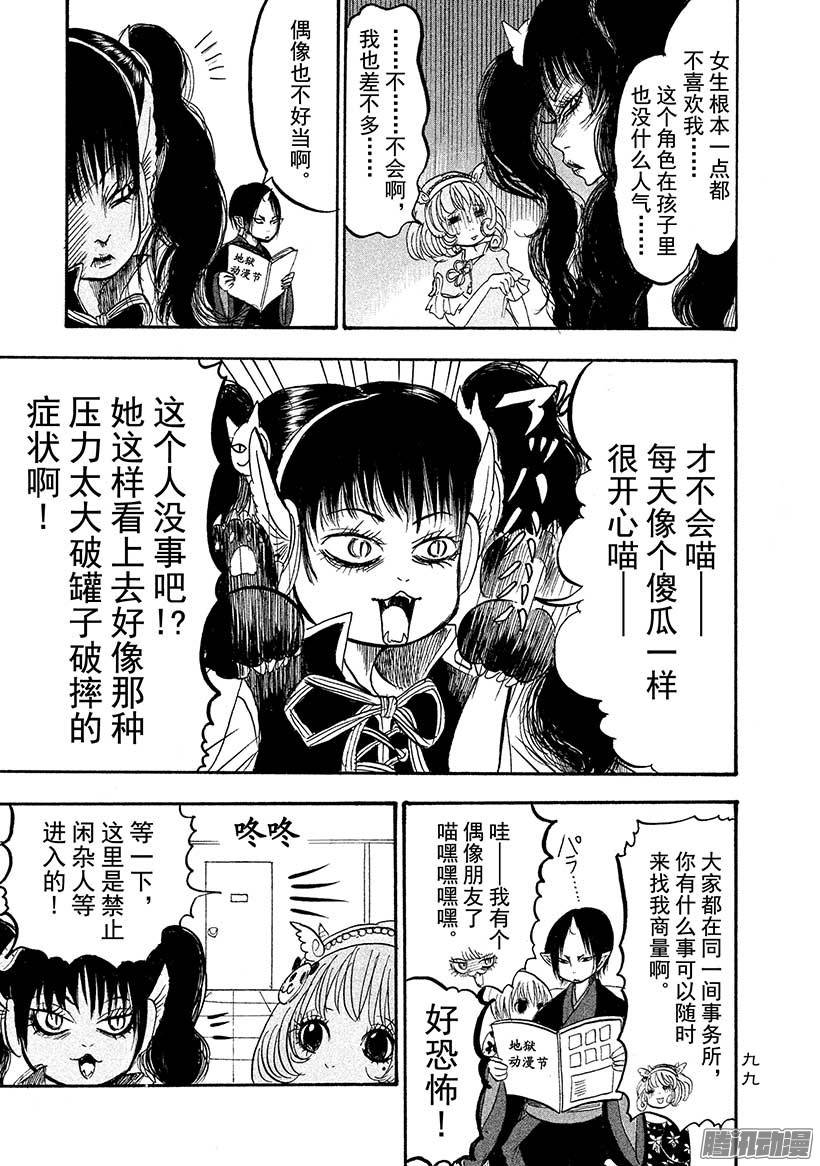 女生根本一点都
不喜欢我……
这个角色在孩子里
也没什么人气……
……不……不会啊，
我也差不多……
偶像也不好当啊。
地狱
动漫节
才不会喵——
每天像个傻瓜一样
很开心喵——
这个人没事吧!?
她这样看上去好像那种
压力太大破罐子破摔的
症状啊！
大家都在同一间事务所，
你有什么事可以随时
来找我商量啊。
パラ…
哇——我有个
偶像朋友了
喵嘿嘿嘿嘿。
好恐怖！
地狱
动漫节
咚咚
等一下，
这里是禁止
闲杂人等
进入的！
九九
腾讯动漫